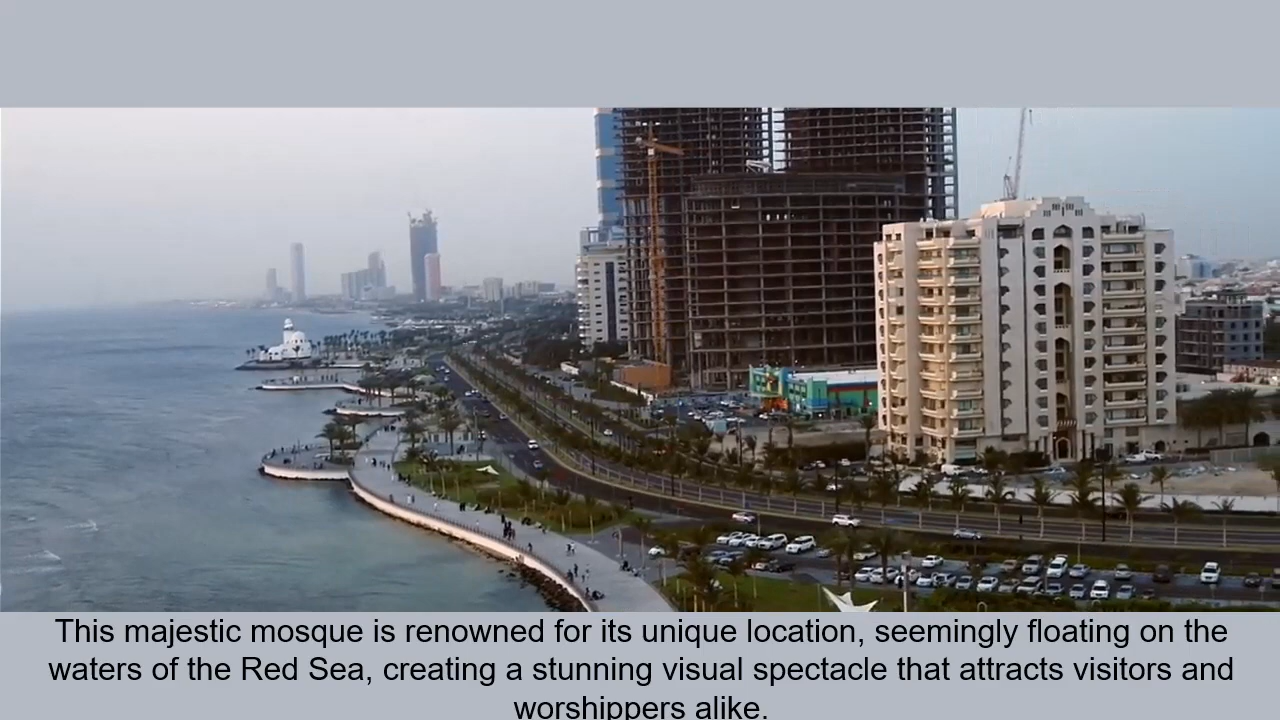 This majestic mosque is renowned for its unique location, seemingly floating on the
waters of the Red Sea, creating a stunning visual spectacle that attracts visitors and
worshippers alike.